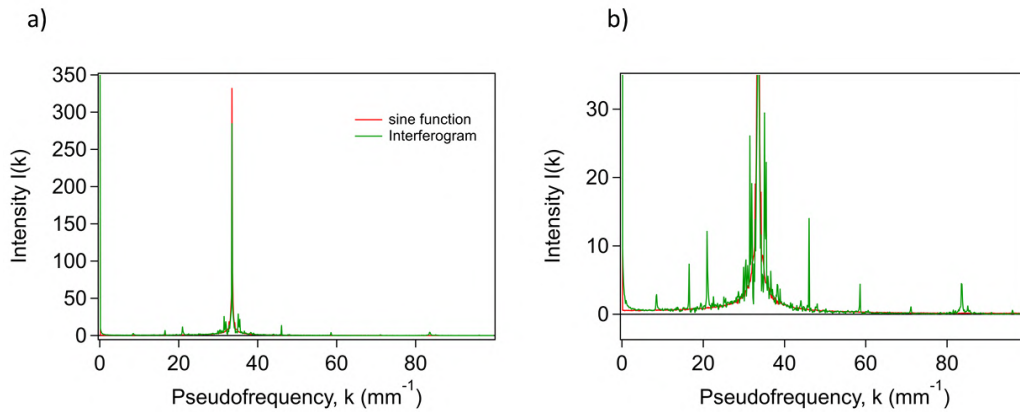 a)
350
300
250
200
150
100
50
0
Intensity I(k)
sine function
Interferogram
0 20 40 60 80
Pseudofrequency, k (mm⁻¹)
b)
30
20
10
0
Intensity I(k)
0 20 40 60 80
Pseudofrequency, k (mm⁻¹)